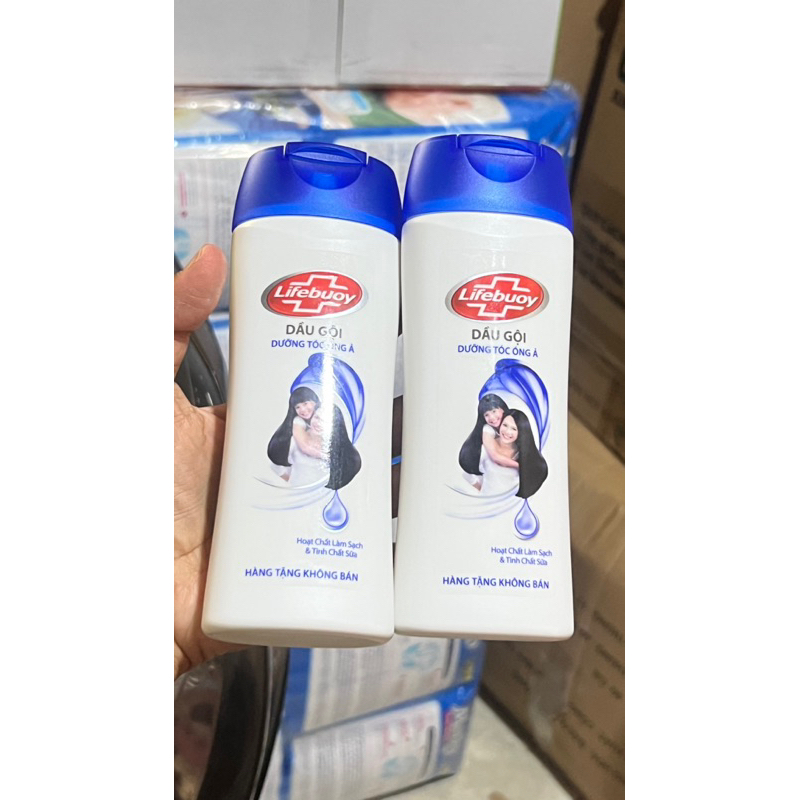 Lifebuoy
DẦU GỘI
DƯỠNG TÓC ÓNG Ả
Hoạt Chất Làm Sạch
& Tinh Chất Sữa
HÀNG TẶNG KHÔNG BÁN
Lifebuoy
DẦU GỘI
DƯỠNG TÓC ÓNG Ả
Hoạt Chất Làm Sạch
& Tinh Chất Sữa
HÀNG TẶNG KHÔNG BÁN